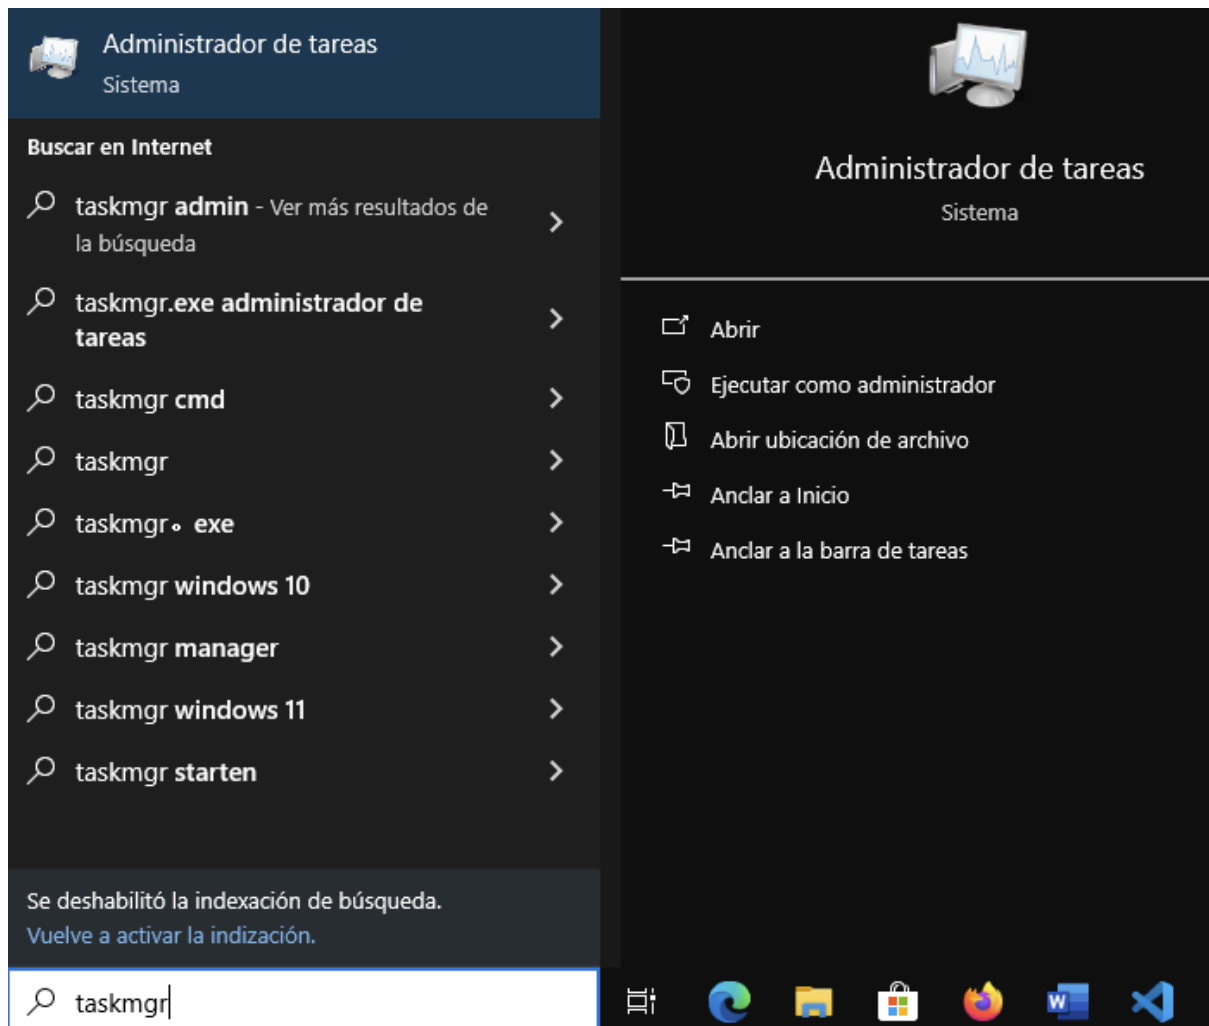 Administrador de tareas
Sistema
Buscar en Internet
taskmgr admin - Ver más resultados de
la búsqueda
taskmgr.exe administrador de
tareas
taskmgr cmd
taskmgr
taskmgr。exe
taskmgr windows 10
taskmgr manager
taskmgr windows 11
taskmgr starten
Se deshabilitó la indexación de búsqueda.
Vuelve a activar la indización.
taskmgr
Administrador de tareas
Sistema
Abrir
Ejecutar como administrador
Abrir ubicación de archivo
Anclar a Inicio
Anclar a la barra de tareas
W